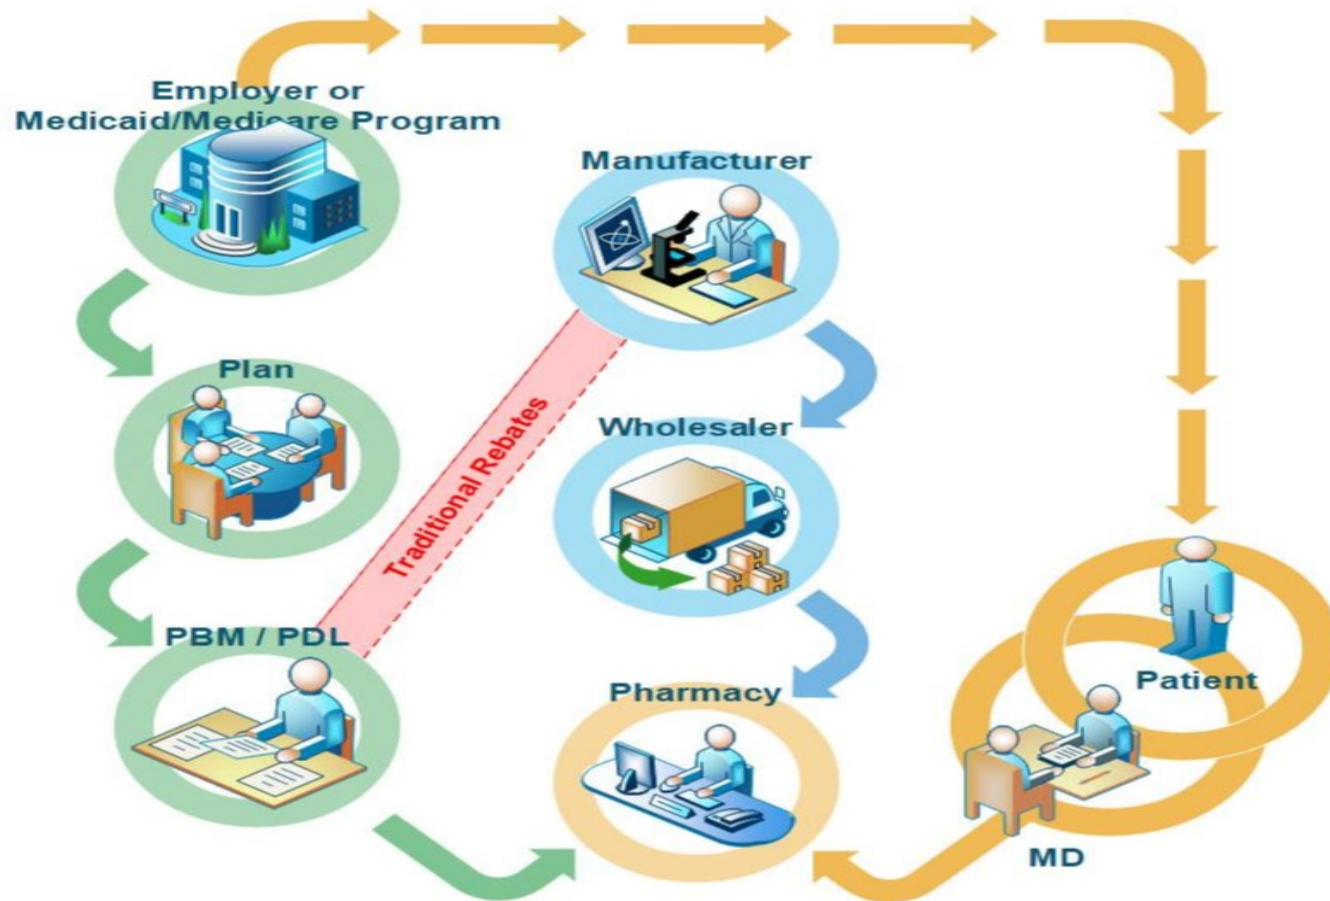 Employer or
Medicaid/Medicare Program
Manufacturer
Plan
Wholesaler
Traditional Rebates
PBM / PDL
Pharmacy
Patient
MD